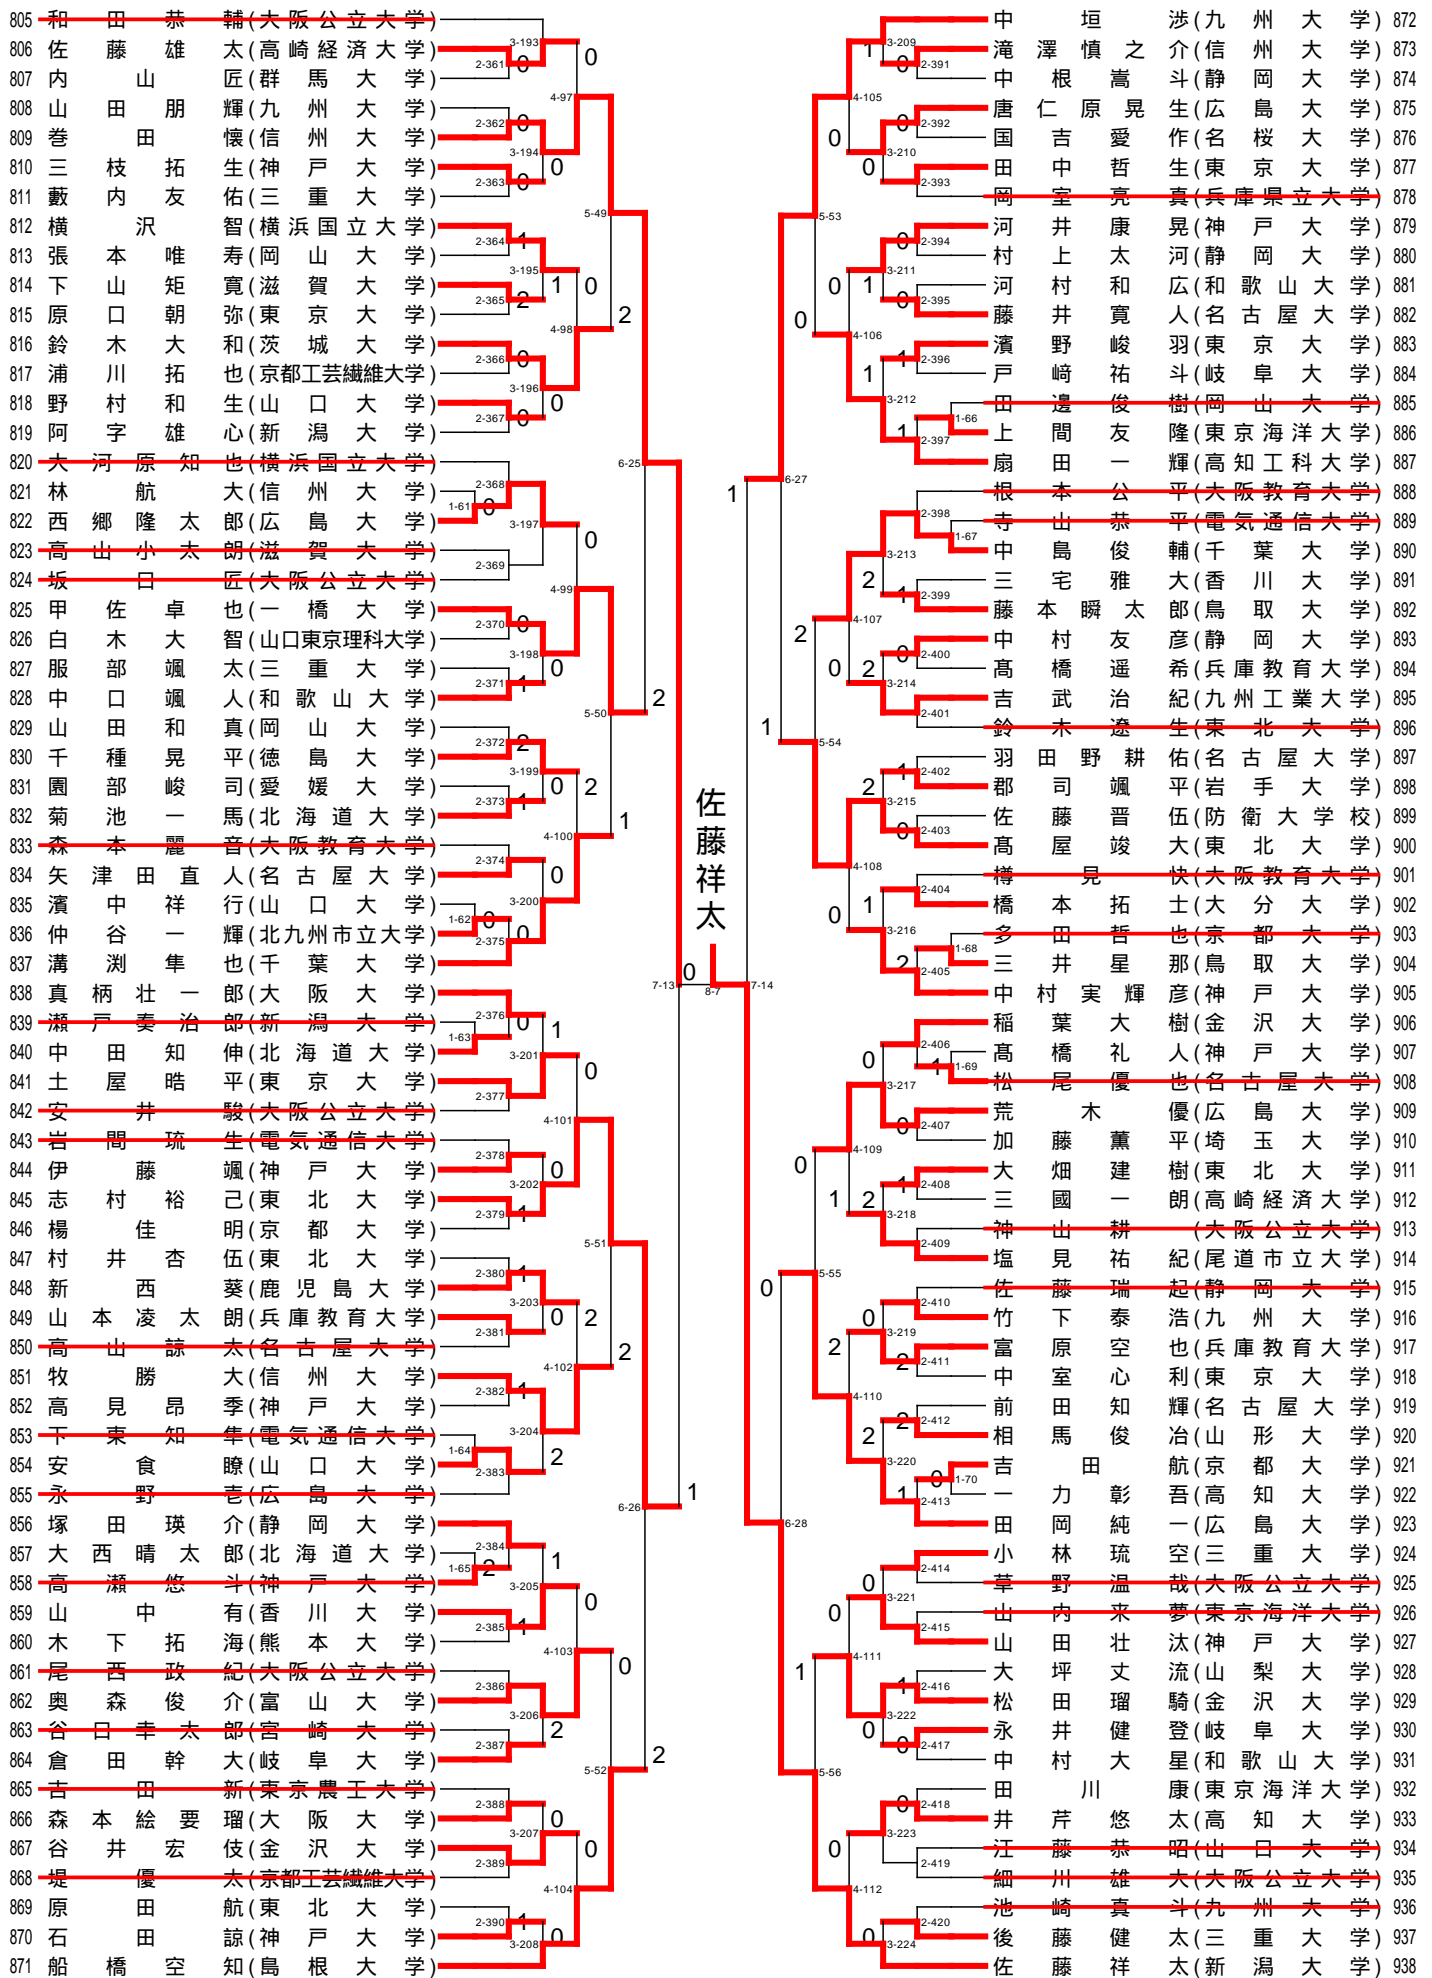 805 和田恭輔(大阪公立大学)
806 佐藤雄太(高崎経済大学)
807 内山匠(群馬大学)
808 山田朋輝(九州大学)
809 巻田懐(信州大学)
810 三枝拓生(神戸大学)
811 藪内友佑(三重大学)
812 横沢智(横浜国立大学)
813 張本唯寿(岡山大学)
814 下山矩寛(滋賀大学)
815 原口朝弥(東京大学)
816 鈴木大和(茨城大学)
817 浦川拓也(京都工芸繊維大学)
818 野村和生(山口大学)
819 阿字雄心(新潟大学)
820 大河原知也(横浜国立大学)
821 林航大(信州大学)
822 西郷隆太郎(広島大学)
823 高山小太朗(滋賀大学)
824 坂口匠(大阪公立大学)
825 甲佐卓也(一橋大学)
826 白木大智(山口東京理科大学)
827 服部颯太(三重大学)
828 中口颯人(和歌山大学)
829 山田和真(岡山大学)
830 千種晃平(徳島大学)
831 園部峻司(愛媛大学)
832 菊池一馬(北海道大学)
833 森本麗音(大阪教育大学)
834 矢津田直人(名古屋大学)
835 濱中祥行(山口大学)
836 仲谷一輝(北九州市立大学)
837 溝渕隼也(千葉大学)
838 真柄壮一郎(大阪大学)
839 瀬戸奏治郎(新潟大学)
840 中田知伸(北海道大学)
841 土屋晧平(東京大学)
842 安井駿(大阪公立大学)
843 岩間琉生(電気通信大学)
844 伊藤颯(神戸大学)
845 志村裕己(東北大学)
846 楊佳明(京都大学)
847 村井杏伍(東北大学)
848 新西葵(鹿児島大学)
849 山本凌太朗(兵庫教育大学)
850 高山諒太(名古屋大学)
851 牧勝大(信州大学)
852 高見昂季(神戸大学)
853 下東知隼(電気通信大学)
854 安食瞭(山口大学)
855 永野壱(広島大学)
856 塚田瑛介(静岡大学)
857 大西晴太郎(北海道大学)
858 高瀬悠斗(神戸大学)
859 山中有(香川大学)
860 木下拓海(熊本大学)
861 尾西政紀(大阪公立大学)
862 奥森俊介(富山大学)
863 谷口幸太郎(宮崎大学)
864 倉田幹大(岐阜大学)
865 吉田新(東京農工大学)
866 森本絵要瑠(大阪大学)
867 谷井宏伎(金沢大学)
868 堤優太(京都工芸繊維大学)
869 原田航(東北大学)
870 石田諒(神戸大学)
871 船橋空知(島根大学)
佐藤祥太
中垣渉(九州大学) 872
滝澤慎之介(信州大学) 873
中根嵩斗(静岡大学) 874
唐仁原晃生(広島大学) 875
国吉愛作(名桜大学) 876
田中哲生(東京大学) 877
岡室亮真(兵庫県立大学) 878
河井康晃(神戸大学) 879
村上太河(静岡大学) 880
河村和広(和歌山大学) 881
藤井寛人(名古屋大学) 882
濱野峻羽(東京大学) 883
戸﨑祐斗(岐阜大学) 884
田邊俊樹(岡山大学) 885
上間友隆(東京海洋大学) 886
扇田一輝(高知工科大学) 887
根本公平(大阪教育大学) 888
寺山恭平(電気通信大学) 889
中島俊輔(千葉大学) 890
三宅雅大(香川大学) 891
藤本瞬太郎(鳥取大学) 892
中村友彦(静岡大学) 893
髙橋遥希(兵庫教育大学) 894
吉武治紀(九州工業大学) 895
鈴木遼生(東北大学) 896
羽田野耕佑(名古屋大学) 897
郡司颯平(岩手大学) 898
佐藤晋伍(防衛大学校) 899
髙屋竣大(東北大学) 900
樽見快(大阪教育大学) 901
橋本拓士(大分大学) 902
多田哲也(京都大学) 903
三井星那(鳥取大学) 904
中村実輝彦(神戸大学) 905
稲葉大樹(金沢大学) 906
髙橋礼人(神戸大学) 907
松尾優也(名古屋大学) 908
荒木優(広島大学) 909
加藤薫平(埼玉大学) 910
大畑建樹(東北大学) 911
三國一朗(高崎経済大学) 912
神山耕(大阪公立大学) 913
塩見祐紀(尾道市立大学) 914
佐藤瑞起(静岡大学) 915
竹下泰浩(九州大学) 916
富原空也(兵庫教育大学) 917
中室心利(東京大学) 918
前田知輝(名古屋大学) 919
相馬俊冶(山形大学) 920
吉田航(京都大学) 921
一力彰吾(高知大学) 922
田岡純一(広島大学) 923
小林琉空(三重大学) 924
草野温哉(大阪公立大学) 925
山内来夢(東京海洋大学) 926
山田壮汰(神戸大学) 927
大坪丈流(山梨大学) 928
松田瑠騎(金沢大学) 929
永井健登(岐阜大学) 930
中村大星(和歌山大学) 931
田川康(東京海洋大学) 932
井芹悠太(高知大学) 933
江藤恭昭(山口大学) 934
細川雄大(大阪公立大学) 935
池崎真斗(九州大学) 936
後藤健太(三重大学) 937
佐藤祥太(新潟大学) 938